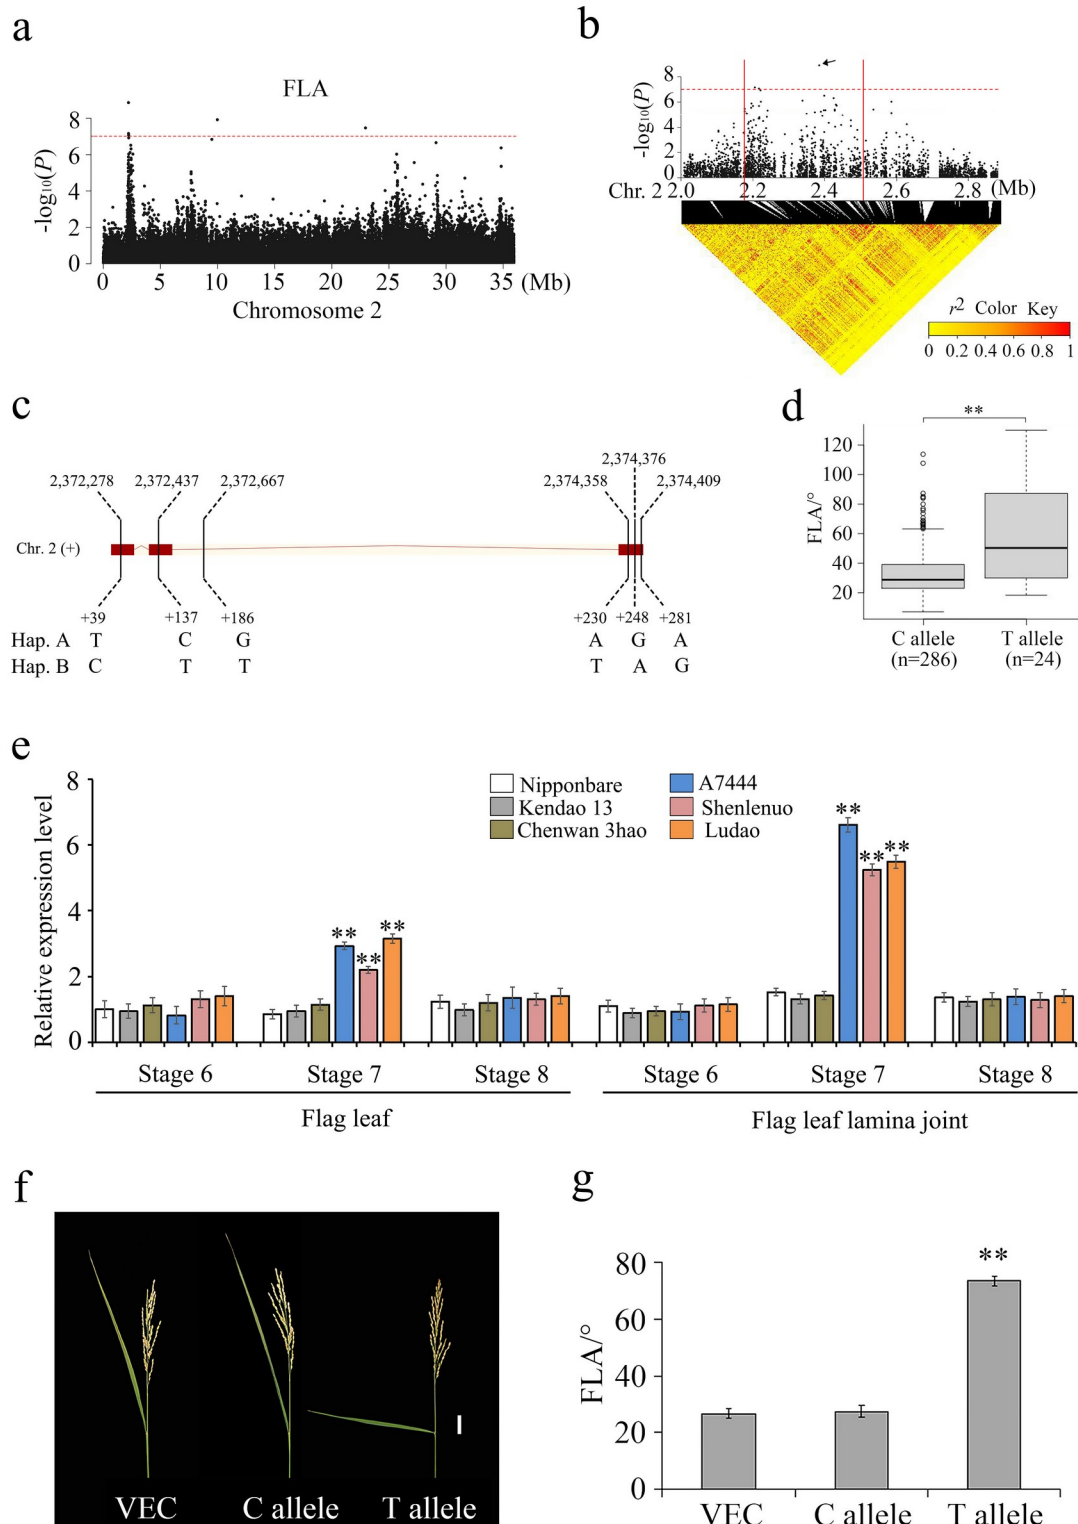 a
FLA
-log10(P)
8
6
4
2
0
0 5 10 15 20 25 30 35 (Mb)
Chromosome 2
b
-log10(P)
8
6
4
2
0
Chr. 2 2.0 2.2 2.4 2.6 2.8 (Mb)
r2 Color Key
0 0.2 0.4 0.6 0.8 1
c
2,374,376
2,372,278 2,372,437 2,372,667 2,374,358 2,374,409
Chr. 2 (+)
+39 +137 +186 +230 +248 +281
Hap. A T C G A G A
Hap. B C T T T A G
d
**
FLA/°
120
100
80
60
40
20
C allele T allele
(n=286) (n=24)
e
Relative expression level
8
6
4
2
0
Nipponbare A7444
Kendao 13 Shenlenuo
Chenwan 3hao Ludao
** ** **
** ** **
Stage 6 Stage 7 Stage 8 Stage 6 Stage 7 Stage 8
Flag leaf Flag leaf lamina joint
f
VEC C allele T allele
g
FLA/°
80
60
40
20
0
**
VEC C allele T allele